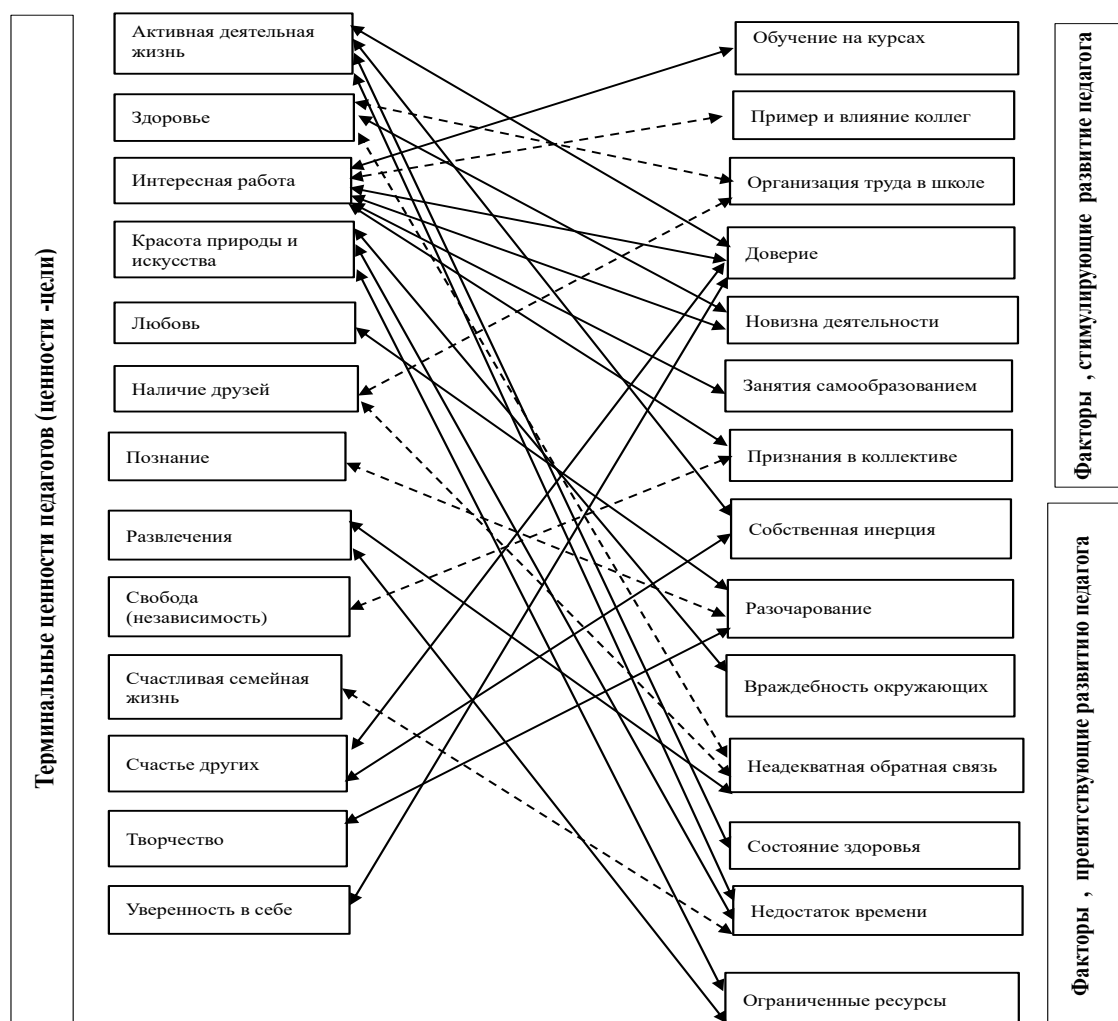 Терминальные ценности педагогов (ценности -цели)
Активная деятельная
жизнь
Здоровье
Интересная работа
Красота природы и
искусства
Любовь
Наличие друзей
Познание
Развлечения
Свобода
(независимость)
Счастливая семейная
жизнь
Счастье других
Творчество
Уверенность в себе
Обучение на курсах
Пример и влияние коллег
Организация труда в школе
Доверие
Новизна деятельности
Занятия самообразованием
Признания в коллективе
Собственная инерция
Разочарование
Враждебность окружающих
Неадекватная обратная связь
Состояние здоровья
Недостаток времени
Ограниченные ресурсы
Факторы , стимулирующие развитие педагога
Факторы , препятствующие развитию педагога